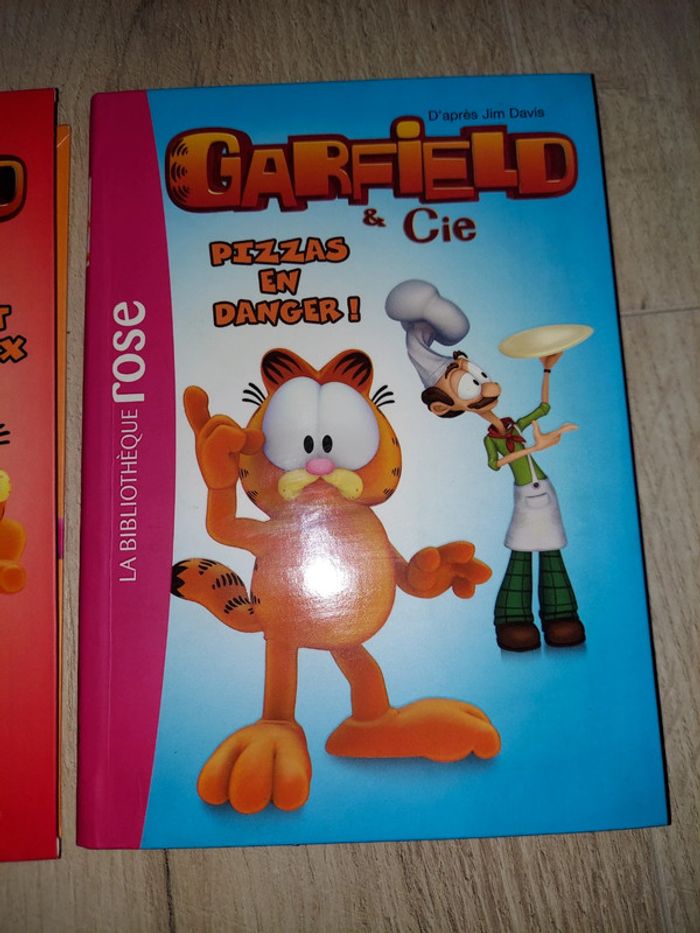 D'après Jim Davis
GARFIELD
& Cie
PIZZAS
EN
DANGER !
LA BIBLIOTHÈQUE rose